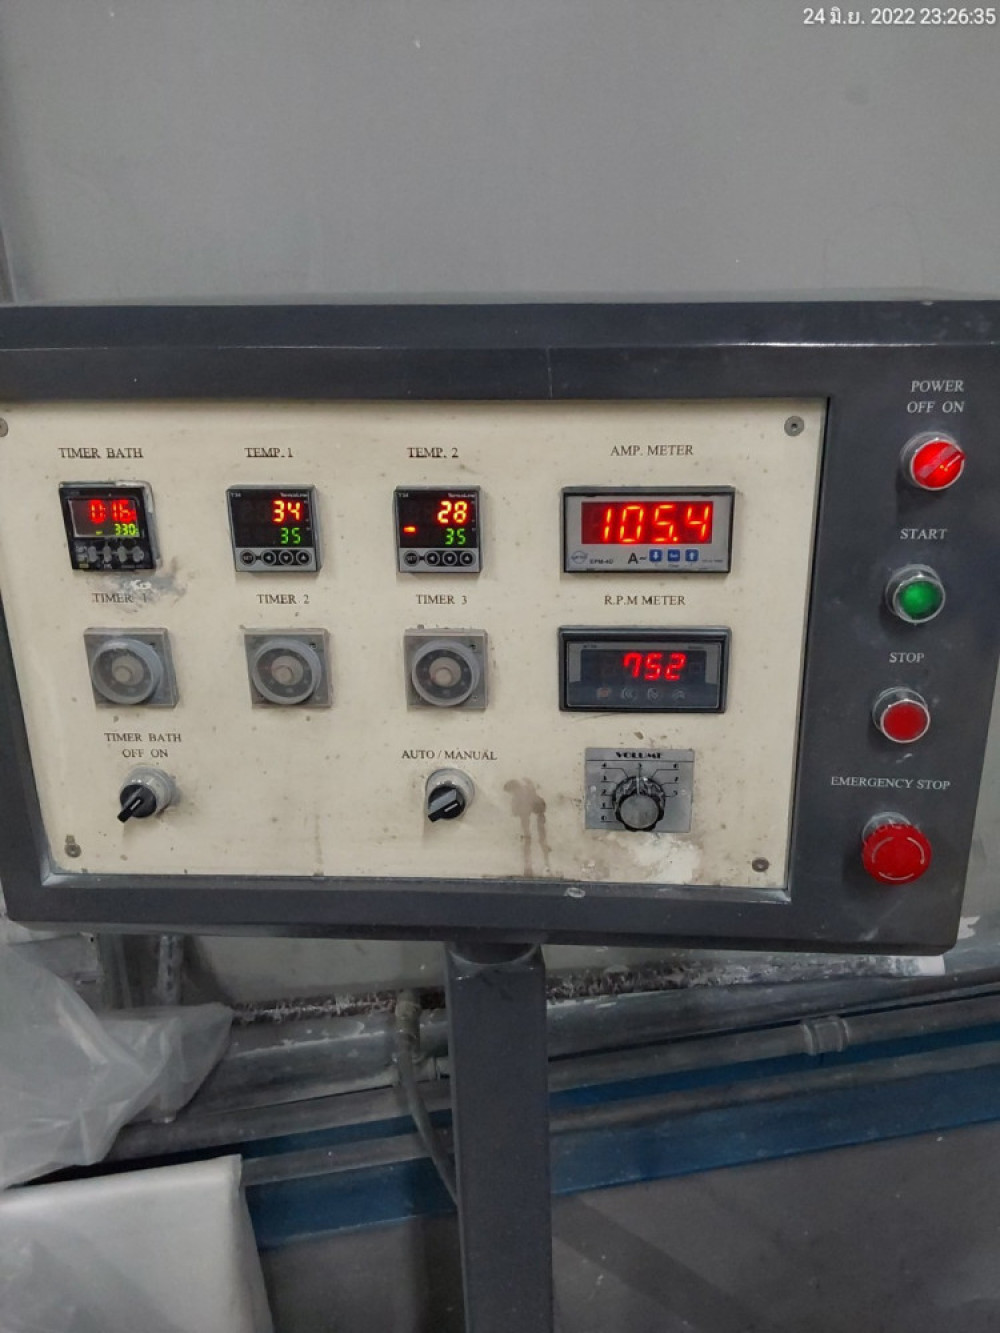 24 มิ.ย. 2022 23:26:35
POWER
OFF ON
TIMER BATH
TEMP. 1
TEMP. 2
AMP. METER
34
35
28
35
105.4
A
START
TIMER 1
TIMER 2
TIMER 3
R.P.M METER
752
STOP
TIMER BATH
OFF ON
AUTO / MANUAL
VOLUME
EMERGENCY STOP